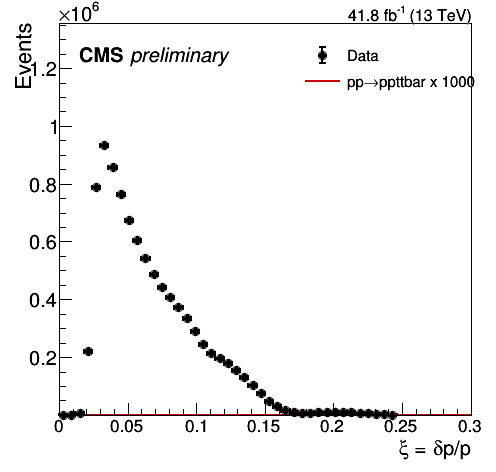 ×10⁶
41.8 fb⁻¹ (13 TeV)
Events
CMS preliminary
Data
pp→ppttbar x 1000
1.2
1
0.8
0.6
0.4
0.2
0 0.05 0.1 0.15 0.2 0.25 0.3
ξ = δp/p